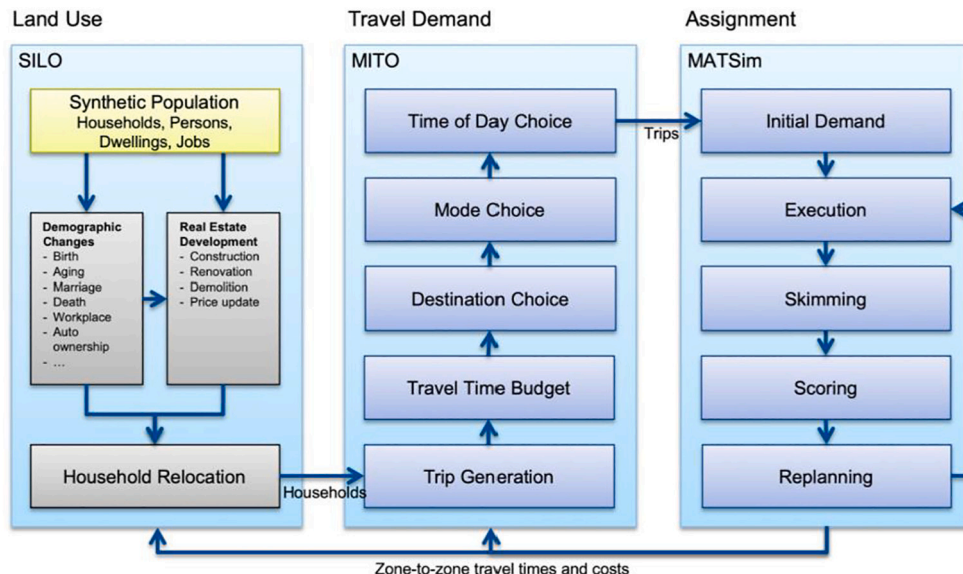 Land Use
SILO
Synthetic Population
Households, Persons,
Dwellings, Jobs
Demographic
Changes
- Birth
- Aging
- Marriage
- Death
- Workplace
- Auto
ownership
- ...
Real Estate
Development
- Construction
- Renovation
- Demolition
- Price update
Household Relocation
Households
Travel Demand
MITO
Time of Day Choice
Mode Choice
Destination Choice
Travel Time Budget
Trip Generation
Trips
Assignment
MATSim
Initial Demand
Execution
Skimming
Scoring
Replanning
Zone-to-zone travel times and costs